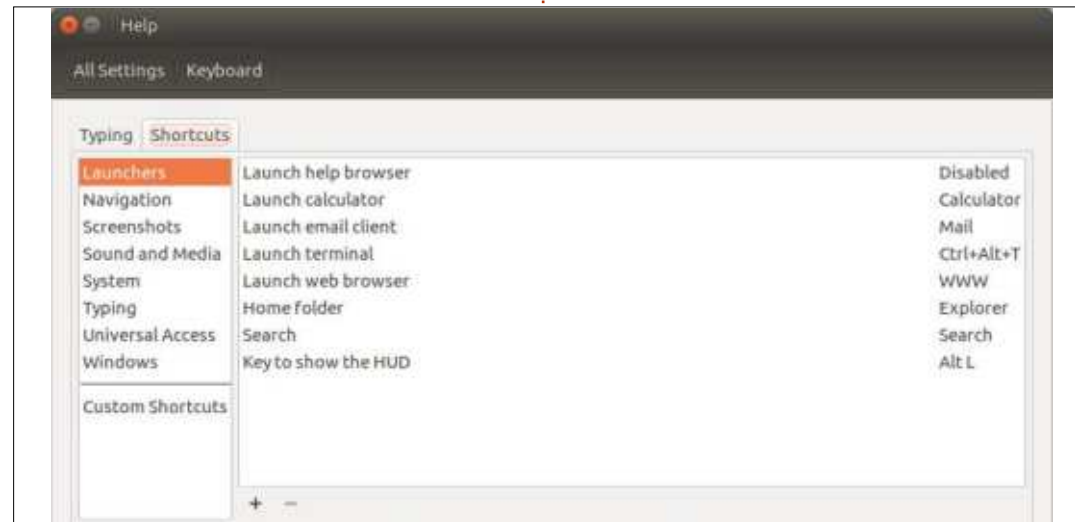 Help
All Settings Keyboard
Typing Shortcuts
Launchers Launch help browser Disabled
Navigation Launch calculator Calculator
Screenshots Launch email client Mail
Sound and Media Launch terminal Ctrl+Alt+T
System Launch web browser WWW
Typing Home folder Explorer
Universal Access Search Search
Windows Key to show the HUD Alt L
Custom Shortcuts
+ −